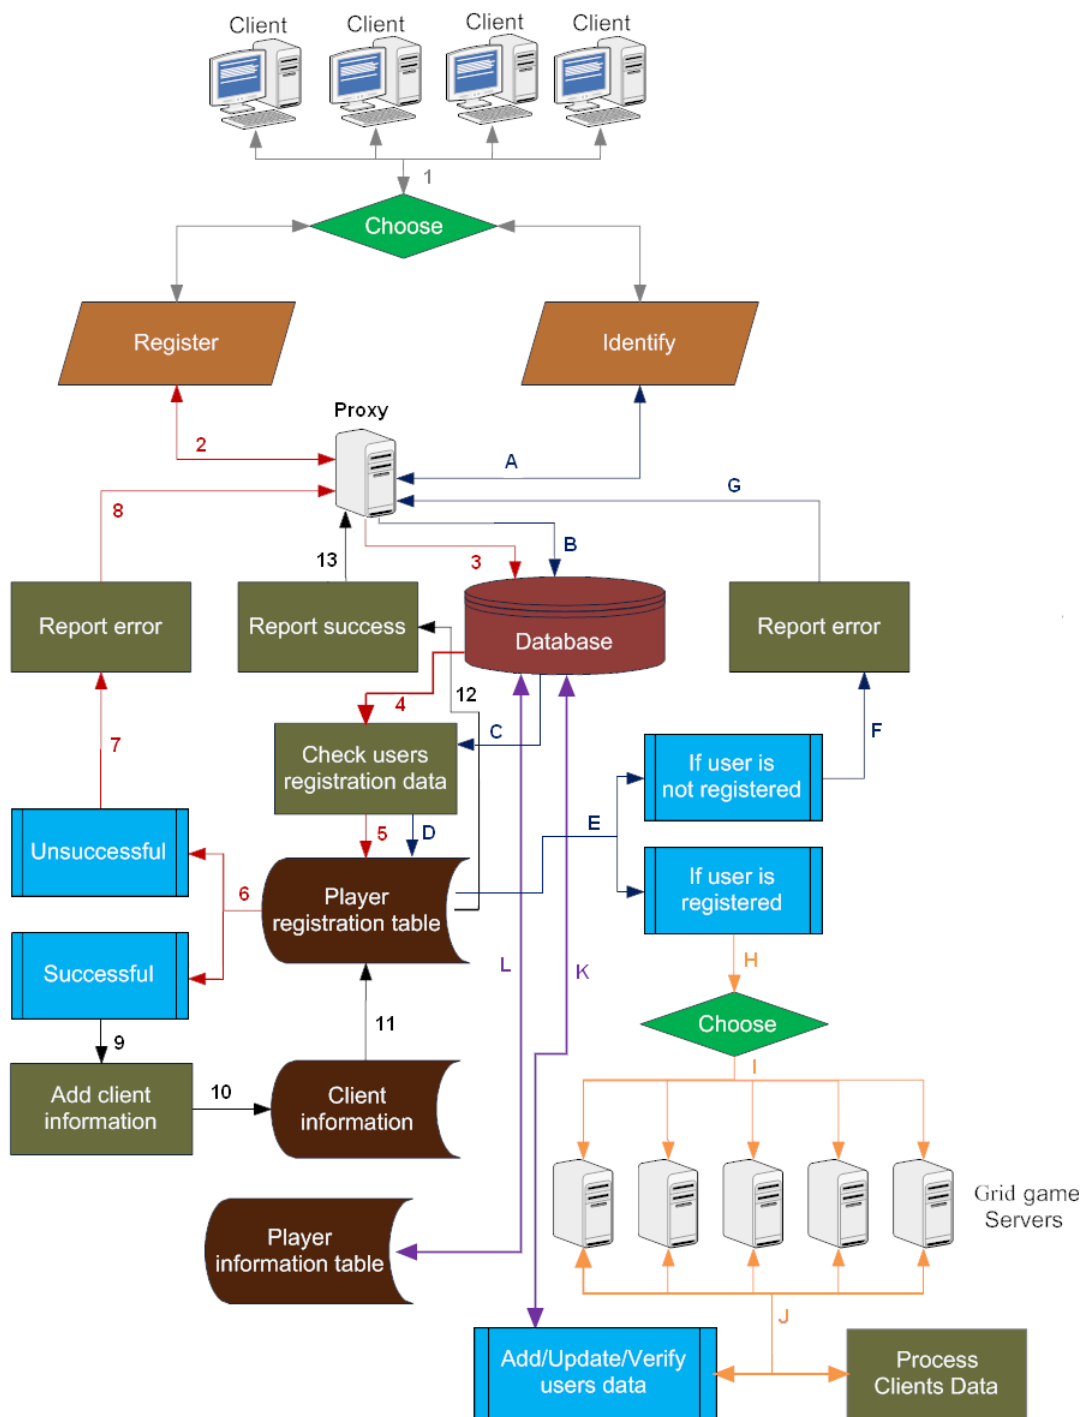 Client
Client
Client
Client
1
Choose
Register
Identify
Proxy
2
A
G
8
13
3
B
Report error
Report success
Database
Report error
12
4
C
F
7
Check users
registration data
If user is
not registered
5
D
E
Unsuccessful
6
Player
registration table
If user is
registered
Successful
L
K
H
9
11
Choose
10
I
Add client
information
Client
information
Grid game
Servers
Player
information table
J
Add/Update/Verify
users data
Process
Clients Data